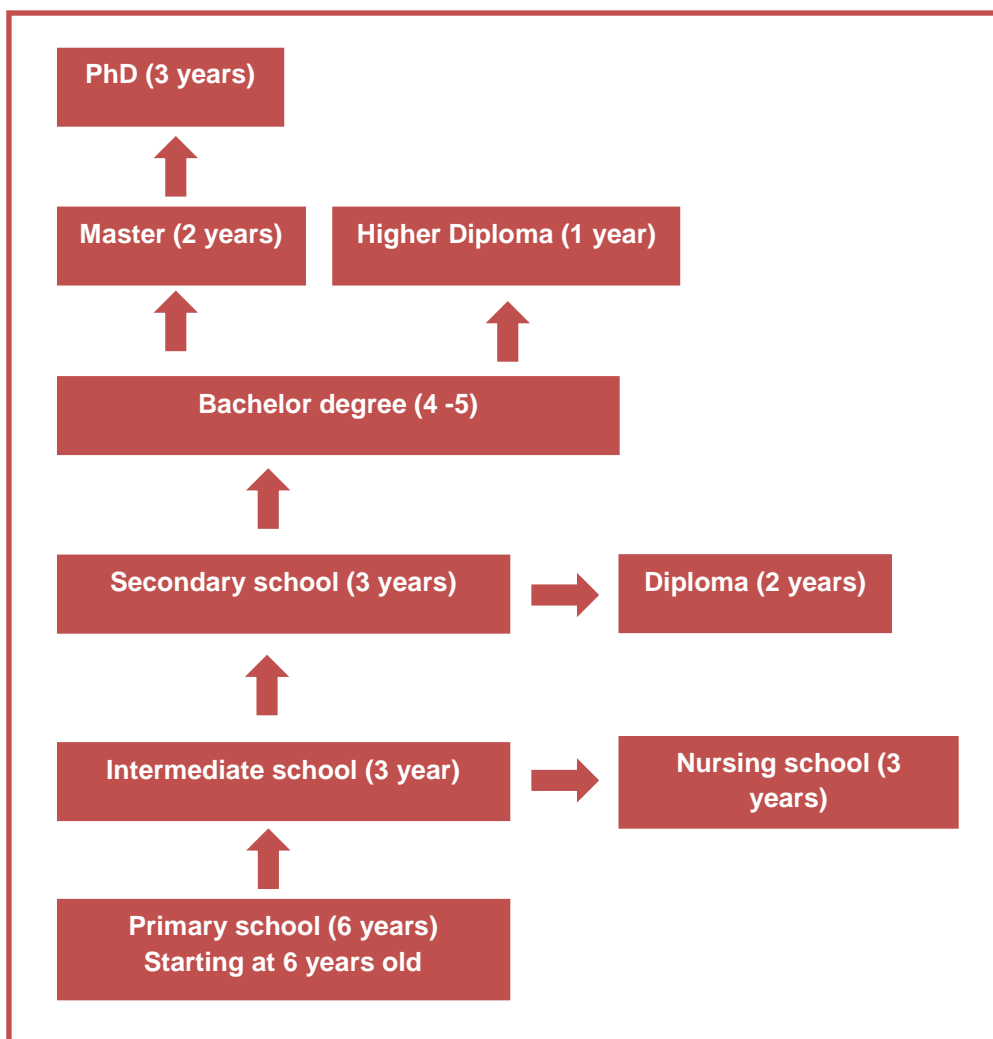 PhD (3 years)
Master (2 years)
Higher Diploma (1 year)
Bachelor degree (4 -5)
Secondary school (3 years)
Diploma (2 years)
Intermediate school (3 year)
Nursing school (3
years)
Primary school (6 years)
Starting at 6 years old